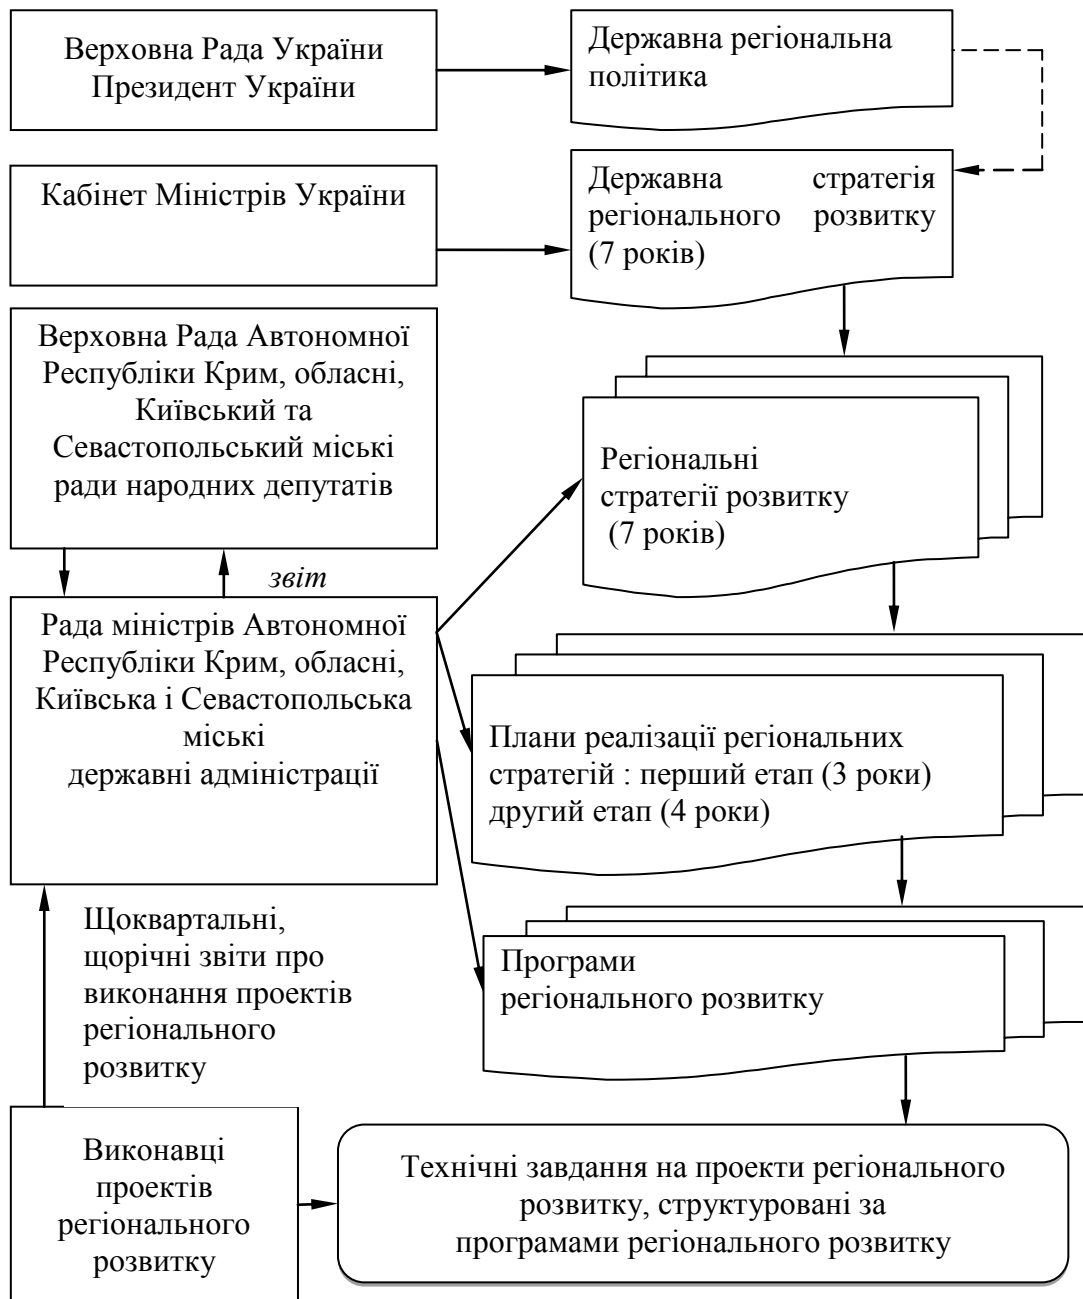 Верховна Рада України
Президент України
Державна регіональна
політика
Кабінет Міністрів України
Державна стратегія
регіонального розвитку
(7 років)
Верховна Рада Автономної
Республіки Крим, обласні,
Київський та
Севастопольський міські
ради народних депутатів
Регіональні
стратегії розвитку
(7 років)
звіт
Рада міністрів Автономної
Республіки Крим, обласні,
Київська і Севастопольська
міські
державні адміністрації
Плани реалізації регіональних
стратегій : перший етап (3 роки)
другий етап (4 роки)
Щоквартальні,
щорічні звіти про
виконання проектів
регіонального
розвитку
Програми
регіонального розвитку
Виконавці
проектів
регіонального
розвитку
Технічні завдання на проекти регіонального
розвитку, структуровані за
програмами регіонального розвитку